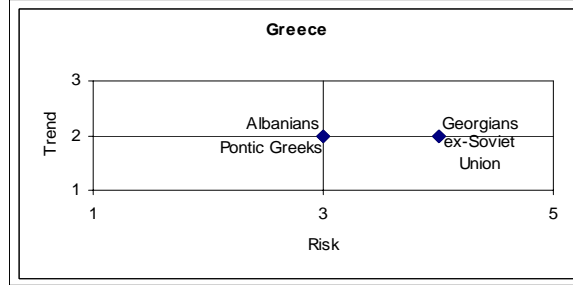 Greece
3
2
1
Trend
Albanians
Pontic Greeks
Georgians
ex-Soviet
Union
1
3
5
Risk